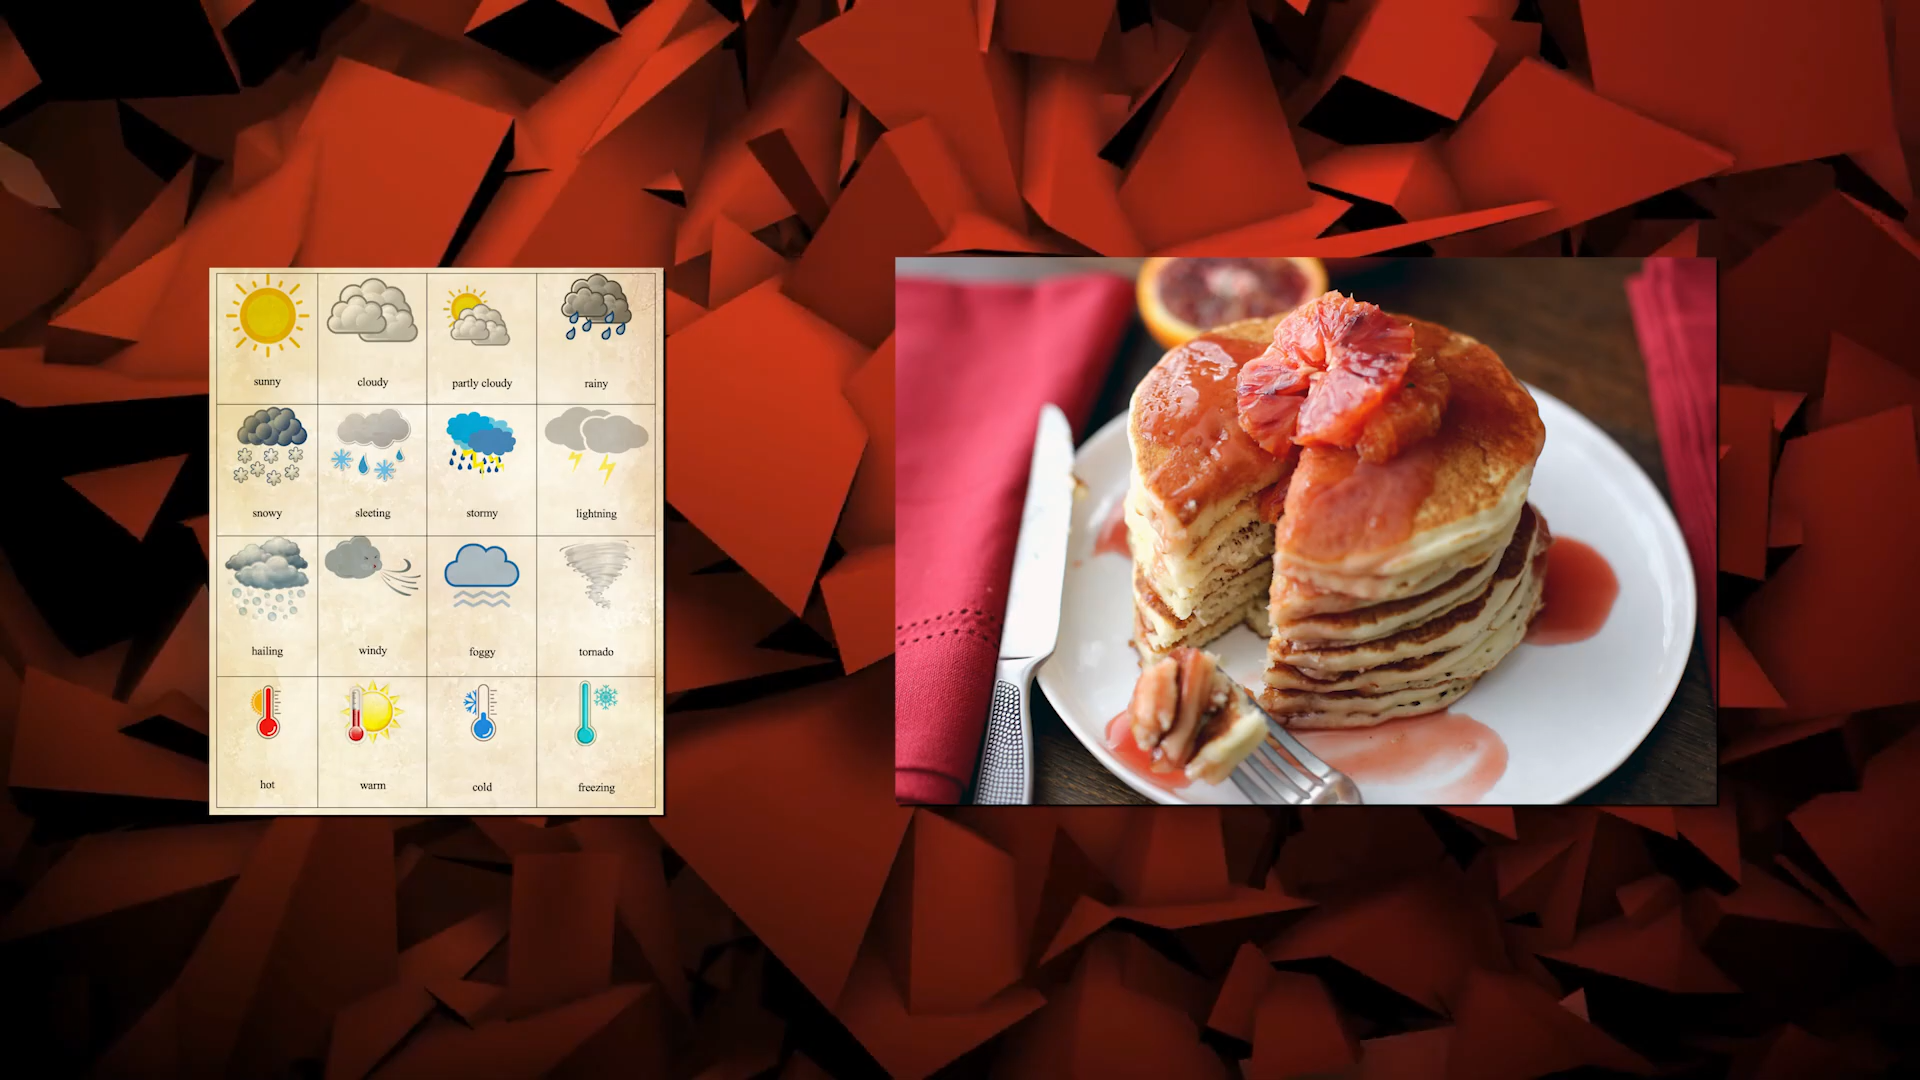 sunny cloudy partly cloudy rainy
snowy sleeting stormy lightning
hailing windy foggy tornado
hot warm cold freezing